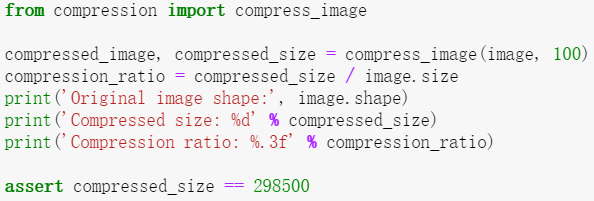 from compression import compress_image

compressed_image, compressed_size = compress_image(image, 100)
compression_ratio = compressed_size / image.size
print('Original image shape:', image.shape)
print('Compressed size: %d' % compressed_size)
print('Compression ratio: %.3f' % compression_ratio)

assert compressed_size == 298500